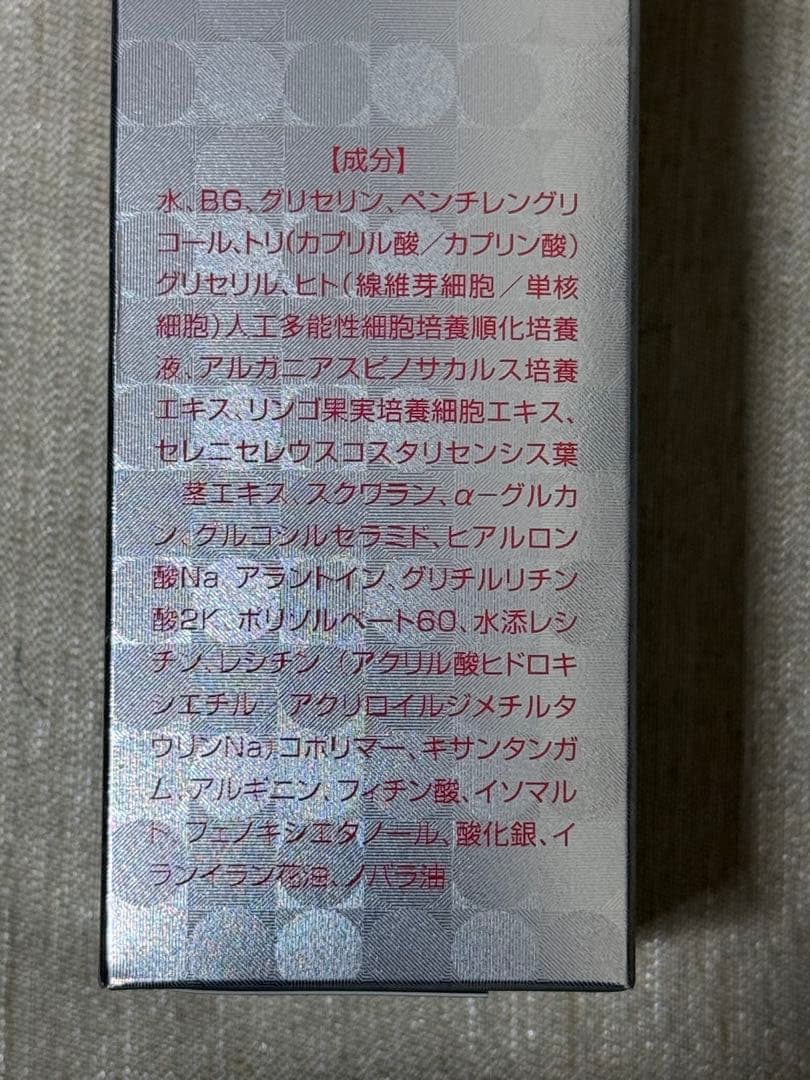 【成分】
水、BG、グリセリン、ペンチレングリ
コール、トリ(カプリル酸/カプリン酸)
グリセリル、ヒト(線維芽細胞/単核
細胞)人工多能性細胞培養順化培養
液、アルガニアスピノサカルス培養
エキス、リンゴ果実培養細胞エキス、
セレニセレウスコスタリセンシス葉
茎エキス、スクワラン、α-グルカ
ン、グルコシルセラミド、ヒアルロン
酸Na、アラントイン、グリチルリチン
酸2K、ポリソルベート60、水添レシ
チン、レシチン、(アクリル酸ヒドロキ
シエチル/アクリロイルジメチルタ
ウリンNa)コポリマー、キサンタンガ
ム、アルギニン、フィチン酸、イソマル
ト、フェノキシエタノール、酸化銀、イ
ランイラン花油、ノバラ油